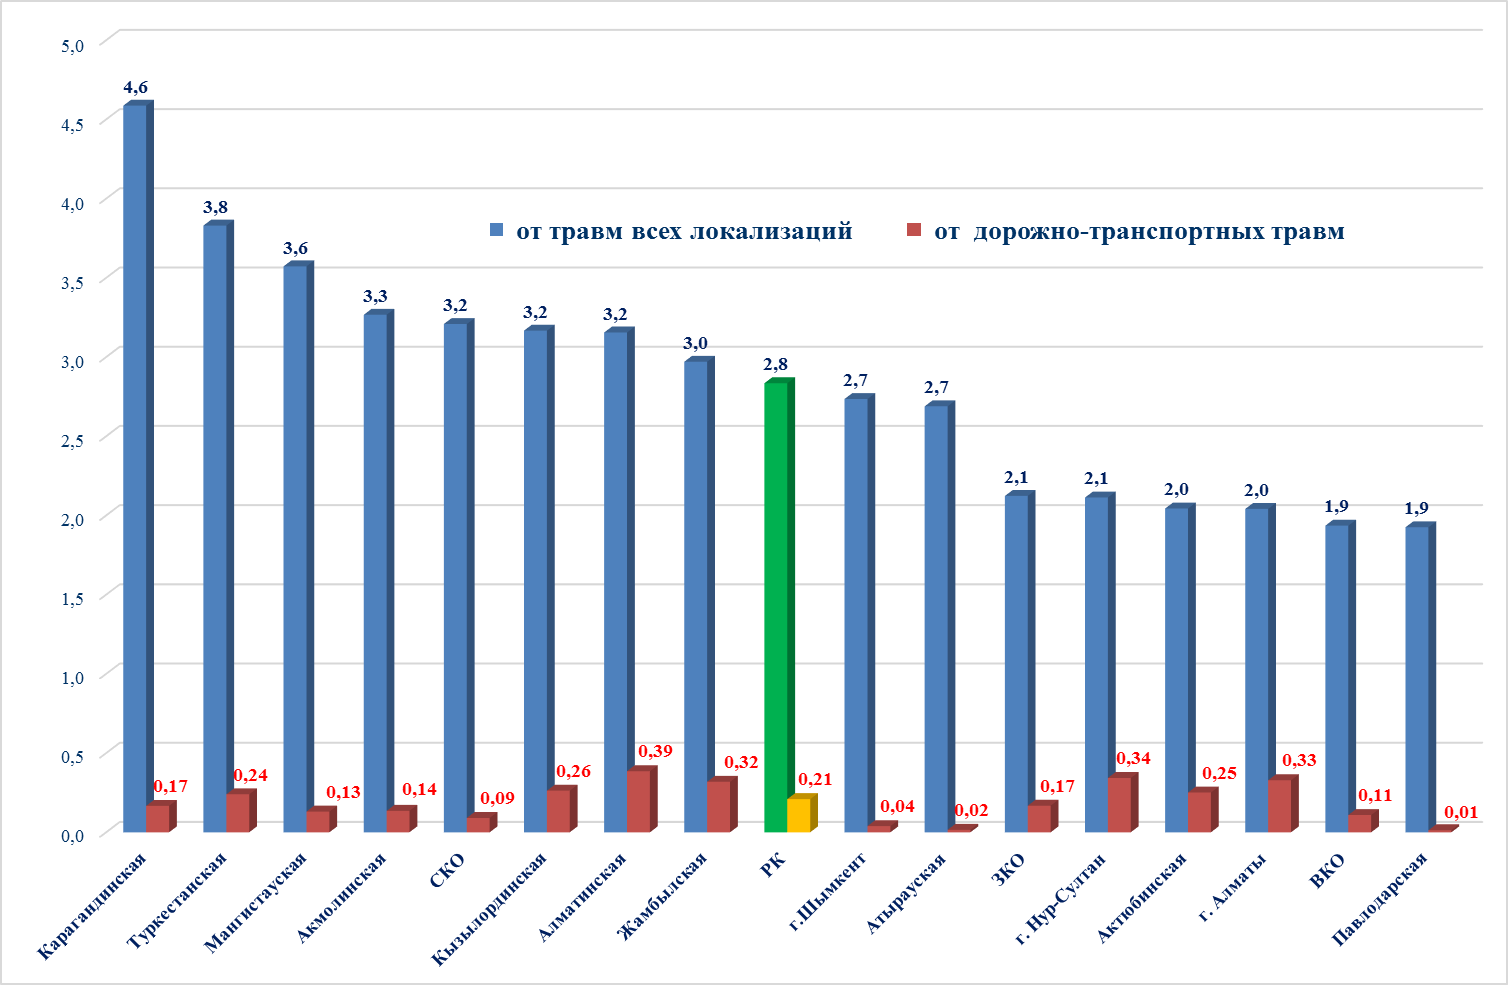 5,0
4,5
4,0
3,5
3,0
2,5
2,0
1,5
1,0
0,5
0,0
от травм всех локализаций
от дорожно-транспортных травм
4,6
3,8
3,6
3,3
3,2
3,2
3,2
3,0
2,8
2,7
2,7
2,1
2,1
2,0
2,0
1,9
1,9
0,17
0,24
0,13
0,14
0,09
0,26
0,39
0,32
0,21
0,04
0,02
0,17
0,34
0,25
0,33
0,11
0,01
Карагандинская
Туркестанская
Мангистауская
Акмолинская
СКО
Кызылординская
Алматинская
Жамбылская
РК
г.Шымкент
Атырауская
ЗКО
г. Нур-Султан
Актюбинская
г. Алматы
ВКО
Павлодарская